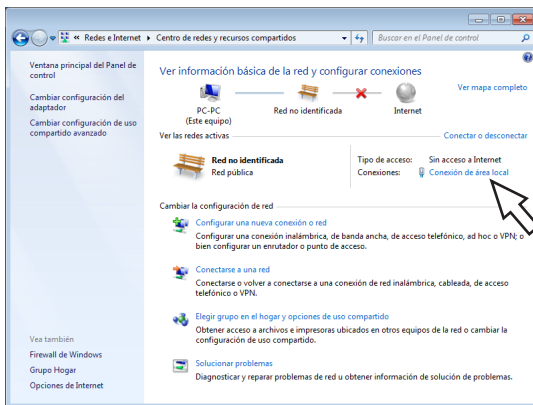 « Redes e Internet ▸ Centro de redes y recursos compartidos
Buscar en el Panel de control
Ventana principal del Panel de
control
Cambiar configuración del
adaptador
Cambiar configuración de uso
compartido avanzado
Vea también
Firewall de Windows
Grupo Hogar
Opciones de Internet
Ver información básica de la red y configurar conexiones
Ver mapa completo
PC-PC
(Este equipo)
Red no identificada
Internet
Ver las redes activas
Conectar o desconectar
Red no identificada
Red pública
Tipo de acceso: Sin acceso a Internet
Conexiones: Conexión de área local
Cambiar la configuración de red
Configurar una nueva conexión o red
Configurar una conexión inalámbrica, de banda ancha, de acceso telefónico, ad hoc o VPN; o
bien configurar un enrutador o punto de acceso.
Conectarse a una red
Conectarse o volver a conectarse a una conexión de red inalámbrica, cableada, de acceso
telefónico o VPN.
Elegir grupo en el hogar y opciones de uso compartido
Obtener acceso a archivos e impresoras ubicados en otros equipos de la red o cambiar la
configuración de uso compartido.
Solucionar problemas
Diagnosticar y reparar problemas de red u obtener información de solución de problemas.